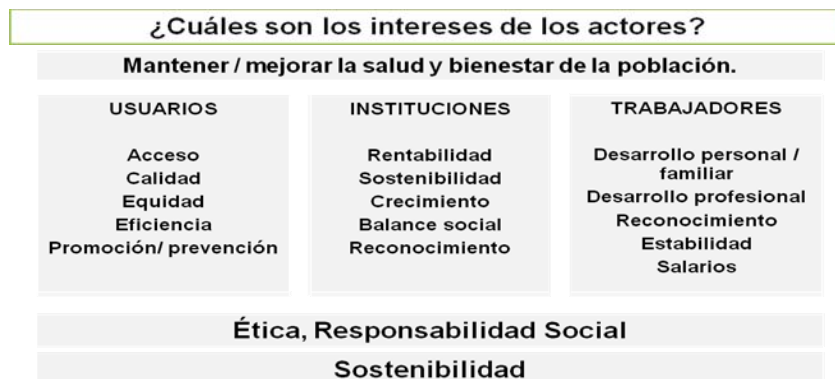 ¿Cuáles son los intereses de los actores?
Mantener / mejorar la salud y bienestar de la población.
USUARIOS
Acceso
Calidad
Equidad
Eficiencia
Promoción/ prevención
INSTITUCIONES
Rentabilidad
Sostenibilidad
Crecimiento
Balance social
Reconocimiento
TRABAJADORES
Desarrollo personal /
familiar
Desarrollo profesional
Reconocimiento
Estabilidad
Salarios
Ética, Responsabilidad Social
Sostenibilidad